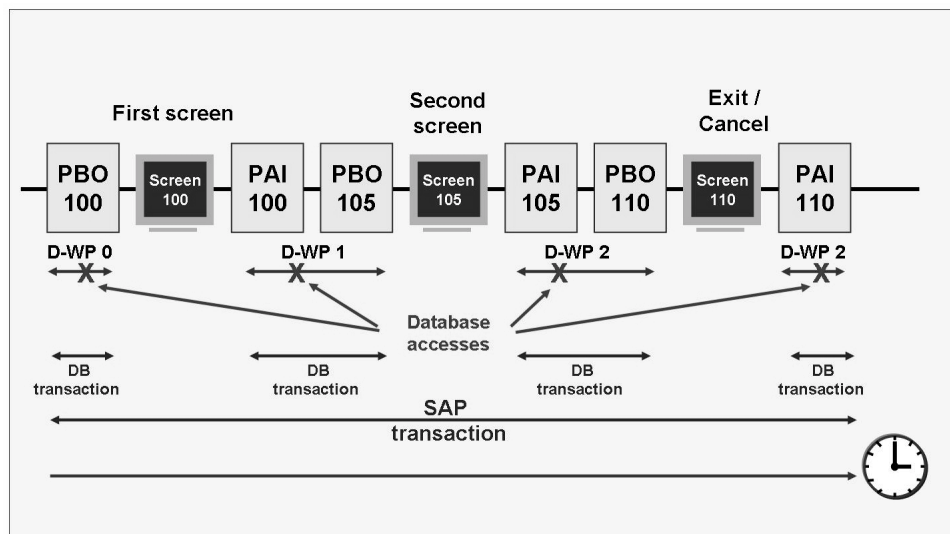 First screen
Second
screen
Exit /
Cancel
PBO
100
Screen
100
PAI
100
PBO
105
Screen
105
PAI
105
PBO
110
Screen
110
PAI
110
D-WP 0
D-WP 1
D-WP 2
D-WP 2
X
X
X
X
Database
accesses
DB
transaction
DB
transaction
DB
transaction
DB
transaction
SAP
transaction